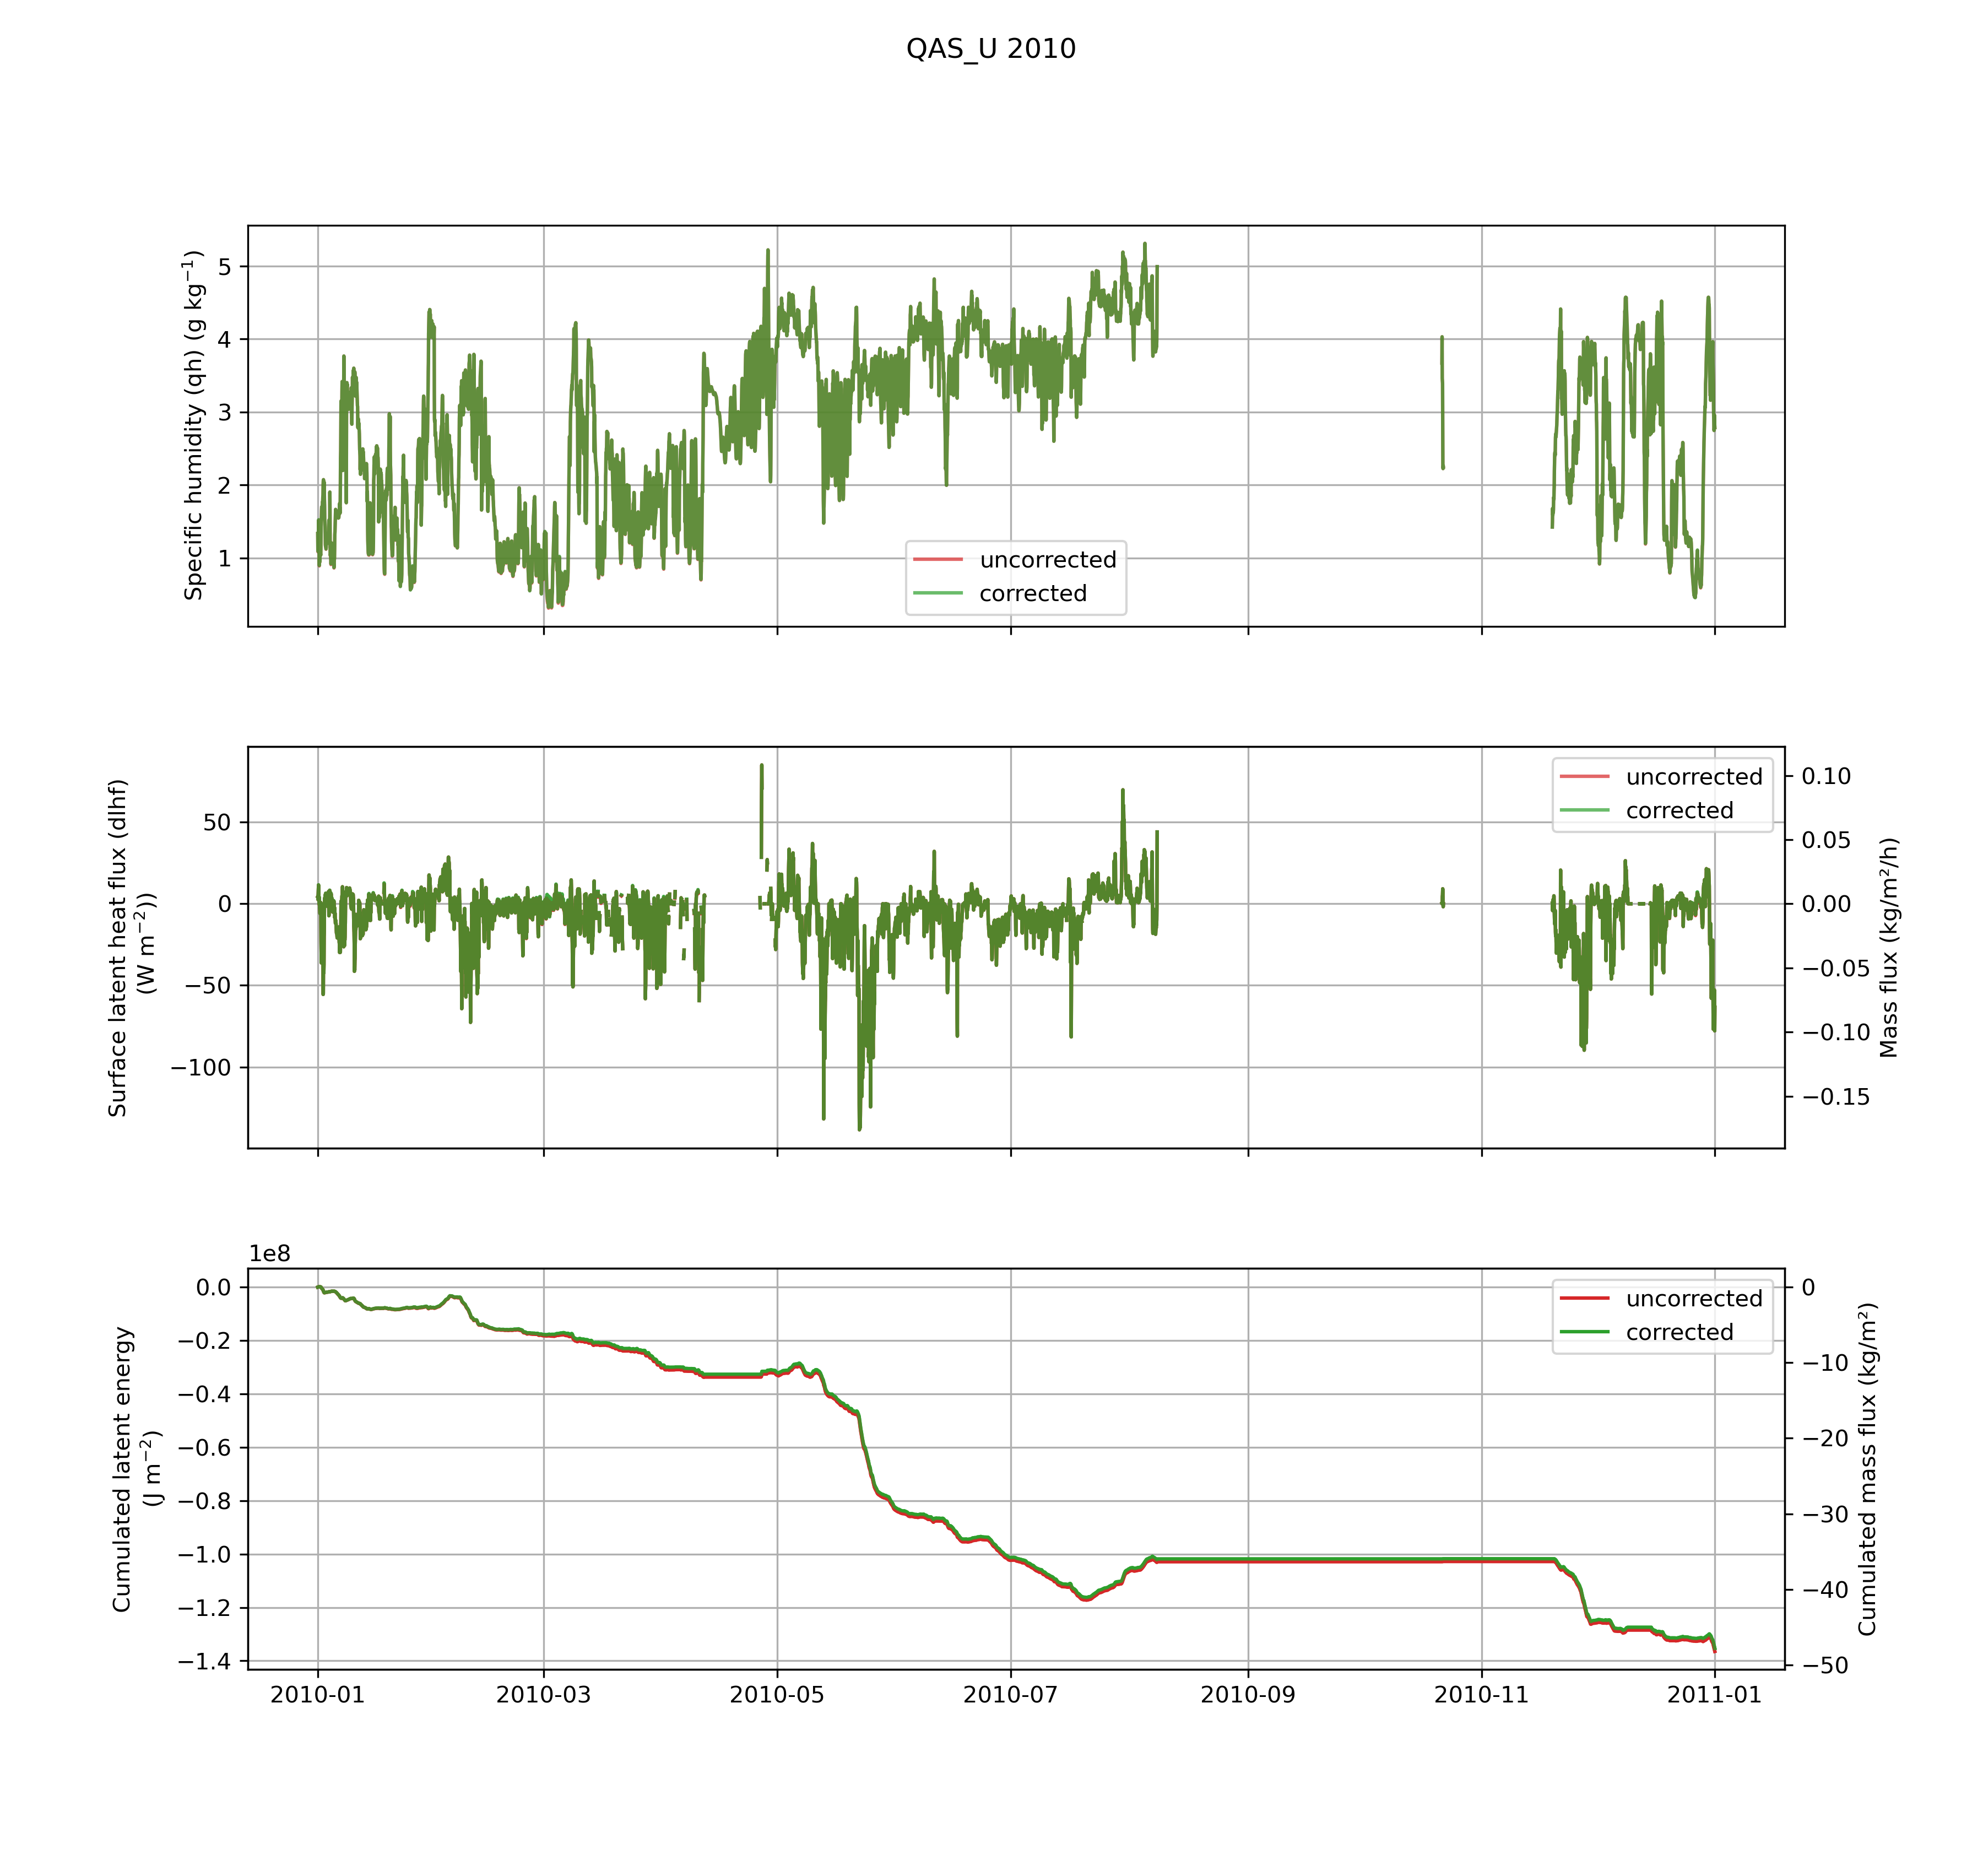 QAS_U 2010
Specific humidity (qh) (g kg⁻¹)
5
4
3
2
1
uncorrected
corrected
Surface latent heat flux (dlhf)
(W m⁻²))
50
0
−50
−100
uncorrected
corrected
0.10
0.05
0.00
−0.05
−0.10
−0.15
Mass flux (kg/m²/h)
1e8
Cumulated latent energy
(J m⁻²)
0.0
−0.2
−0.4
−0.6
−0.8
−1.0
−1.2
−1.4
uncorrected
corrected
0
−10
−20
−30
−40
−50
Cumulated mass flux (kg/m²)
2010-01
2010-03
2010-05
2010-07
2010-09
2010-11
2011-01